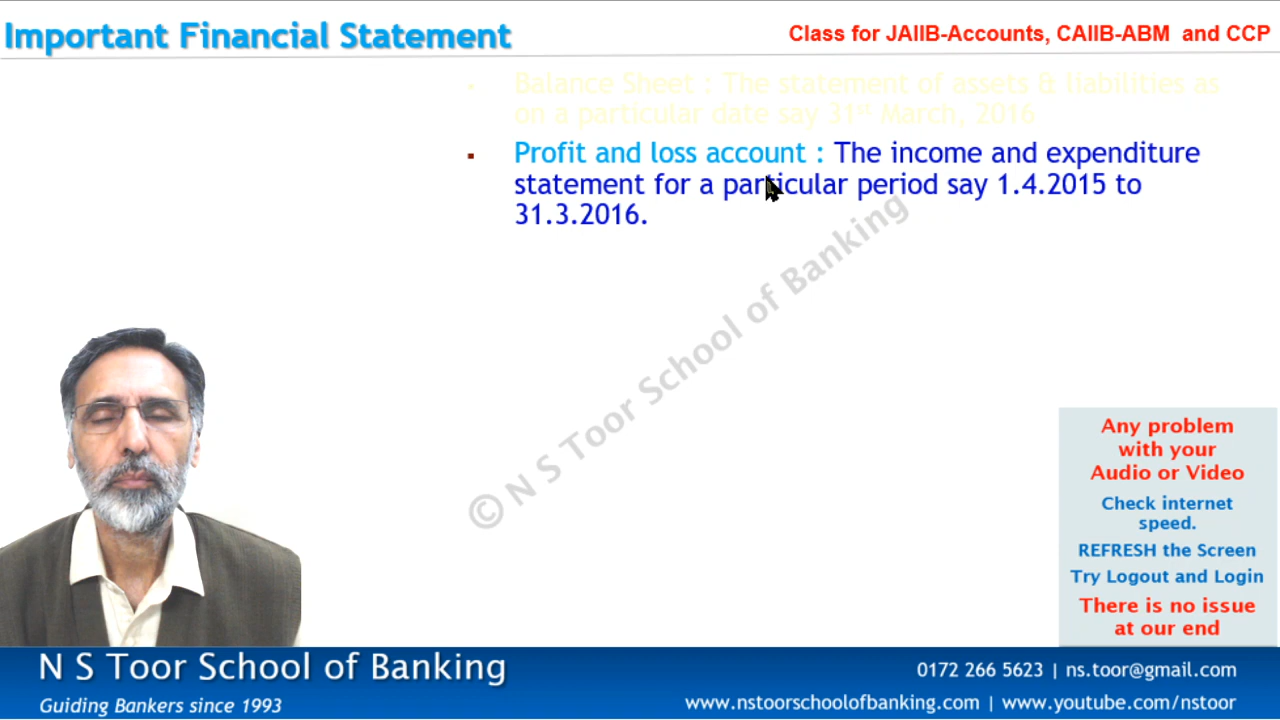 Important Financial Statement
Class for JAIIB-Accounts, CAIIB-ABM and CCP
Balance Sheet : The statement of assets & liabilities as
on a particular date say 31st March, 2016
Profit and loss account : The income and expenditure
statement for a particular period say 1.4.2015 to
31.3.2016.
© N S Toor School of Banking
Any problem
with your
Audio or Video
Check internet
speed.
REFRESH the Screen
Try Logout and Login
There is no issue
at our end
N S Toor School of Banking
Guiding Bankers since 1993
0172 266 5623 | ns.toor@gmail.com
www.nstoorschoolofbanking.com | www.youtube.com/nstoor